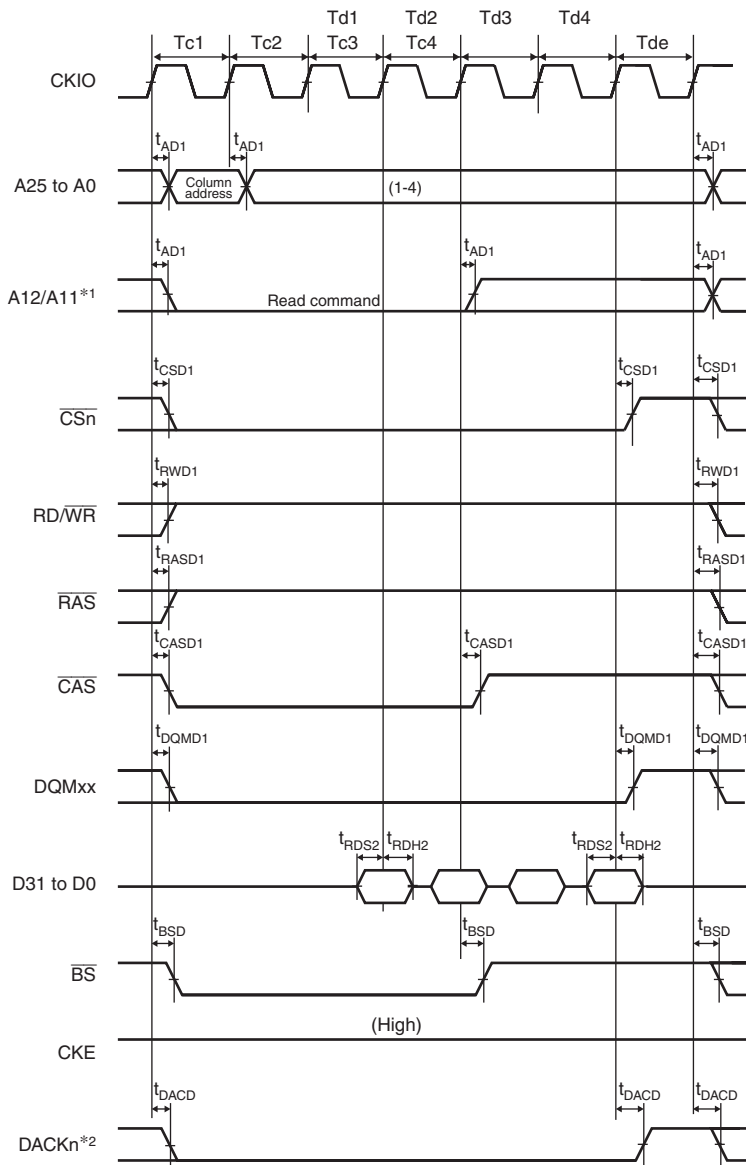 Td1 Td2 Td3 Td4
Tc1 Tc2 Tc3 Tc4 Tde
CKIO
tAD1 tAD1 tAD1
A25 to A0 Column address (1-4)
tAD1 tAD1 tAD1
A12/A11*1 Read command
tCSD1 tCSD1 tCSD1
CSn
tRWD1 tRWD1
RD/WR
tRASD1 tRASD1
RAS
tCASD1 tCASD1 tCASD1
CAS
tDQMD1 tDQMD1 tDQMD1
DQMxx
tRDS2 tRDH2 tRDS2 tRDH2
D31 to D0
tBSD tBSD tBSD
BS
(High)
CKE
tDACD tDACD tDACD
DACKn*2